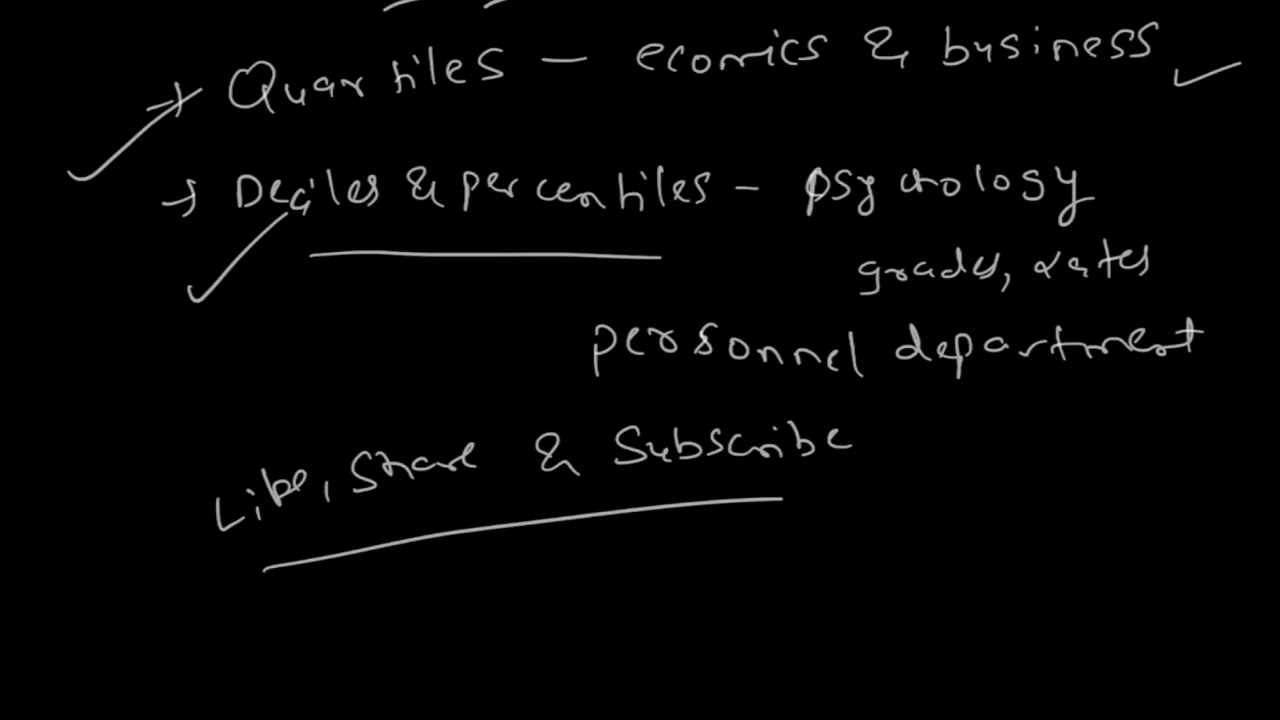 → Quartiles - ecomics & business
→ Deciles & percentiles - psychology
grades, rates
personnel department
Like, Share & Subscribe